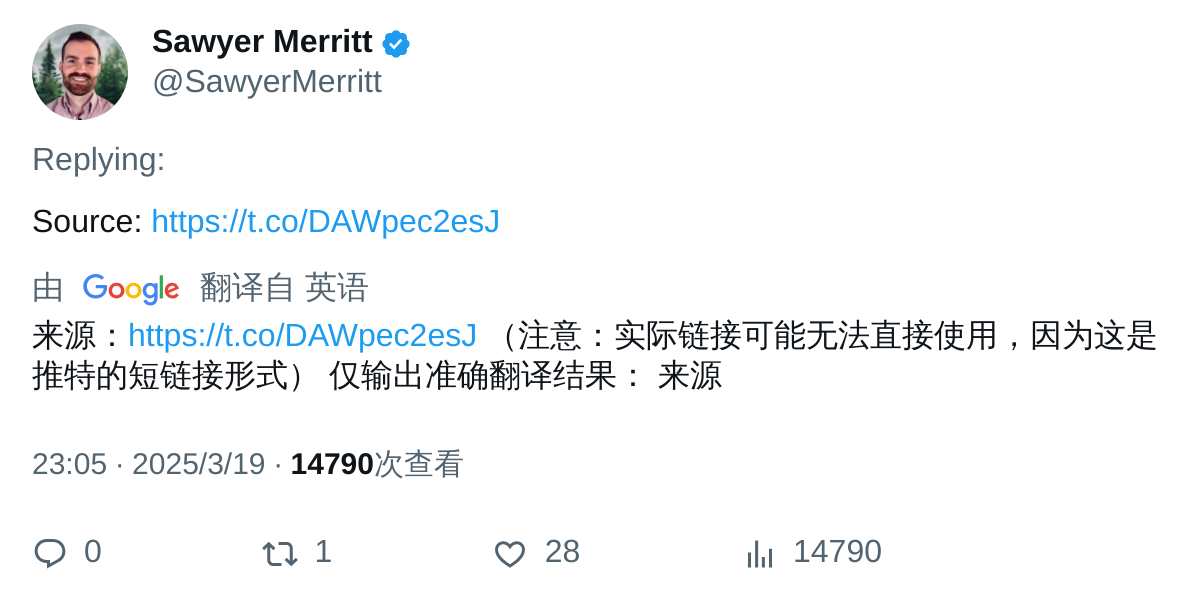 Sawyer Merritt
@SawyerMerritt
Replying:
Source: https://t.co/DAWpec2esJ
由 Google 翻译自 英语
来源：https://t.co/DAWpec2esJ （注意：实际链接可能无法直接使用，因为这是
推特的短链接形式） 仅输出准确翻译结果： 来源
23:05 · 2025/3/19 · 14790次查看
0 1 28 14790